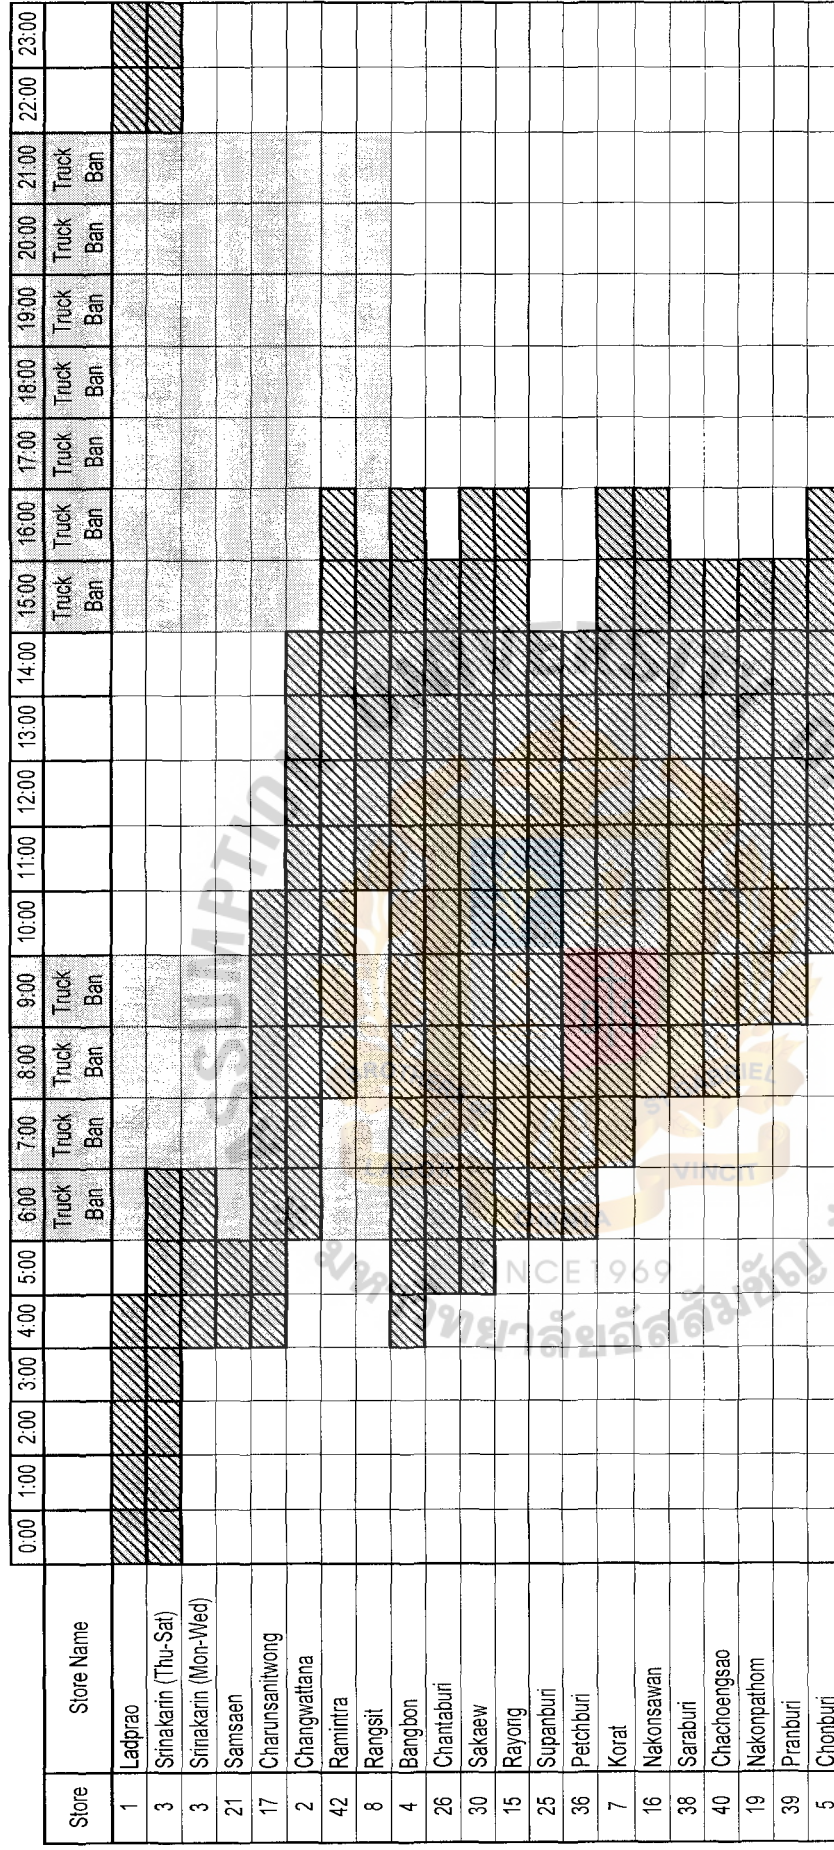 Store Store Name 0:00 1:00 2:00 3:00 4:00 5:00 6:00 7:00 8:00 9:00 10:00 11:00 12:00 13:00 14:00 15:00 16:00 17:00 18:00 19:00 20:00 21:00 22:00 23:00
Truck Truck Truck Truck Truck Truck Truck Truck Truck Truck Truck
Ban Ban Ban Ban Ban Ban Ban Ban Ban Ban Ban
1 Ladprao
3 Srinakarin (Thu-Sat)
3 Srinakarin (Mon-Wed)
21 Samsaen
17 Charunsanitwong
2 Changwattana
42 Ramintra
8 Rangsit
4 Bangbon
26 Chantaburi
30 Sakaew
15 Rayong
25 Supanburi
36 Petchburi
7 Korat
16 Nakonsawan
38 Saraburi
40 Chachoengsao
19 Nakonpathom
39 Pranburi
5 Chonburi
VINCIT